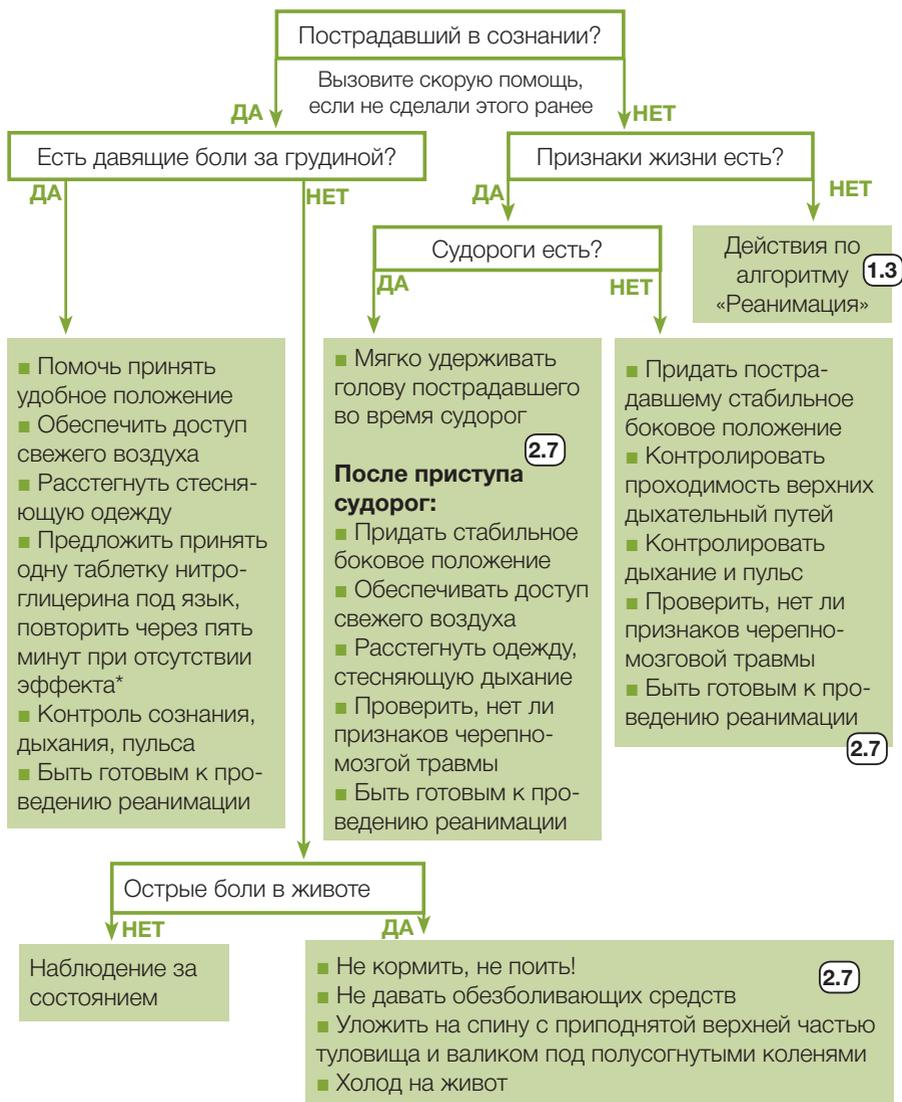 Пострадавший в сознании?
Вызовите скорую помощь,
если не сделали этого ранее
ДА
НЕТ
Есть давящие боли за грудиной?
Признаки жизни есть?
ДА
НЕТ
ДА
НЕТ
Судороги есть?
Действия по
алгоритму
«Реанимация»
1.3
ДА
НЕТ
■ Помочь принять
удобное положение
■ Обеспечить доступ
свежего воздуха
■ Расстегнуть стесня-
ющую одежду
■ Предложить принять
одну таблетку нитро-
глицерина под язык,
повторить через пять
минут при отсутствии
эффекта*
■ Контроль сознания,
дыхания, пульса
■ Быть готовым к про-
ведению реанимации
■ Мягко удерживать
голову пострадавшего
во время судорог
2.7
После приступа
судорог:
■ Придать стабильное
боковое положение
■ Обеспечивать доступ
свежего воздуха
■ Расстегнуть одежду,
стесняющую дыхание
■ Проверить, нет ли
признаков черепно-
мозгой травмы
■ Быть готовым к про-
ведению реанимации
■ Придать постра-
давшему стабильное
боковое положение
■ Контролировать
проходимость верхних
дыхательный путей
■ Контролировать
дыхание и пульс
■ Проверить, нет ли
признаков черепно-
мозговой травмы
■ Быть готовым к про-
ведению реанимации
2.7
Острые боли в животе
НЕТ
ДА
Наблюдение за
состоянием
■ Не кормить, не поить!
2.7
■ Не давать обезболивающих средств
■ Уложить на спину с приподнятой верхней частью
туловища и валиком под полусогнутыми коленями
■ Холод на живот